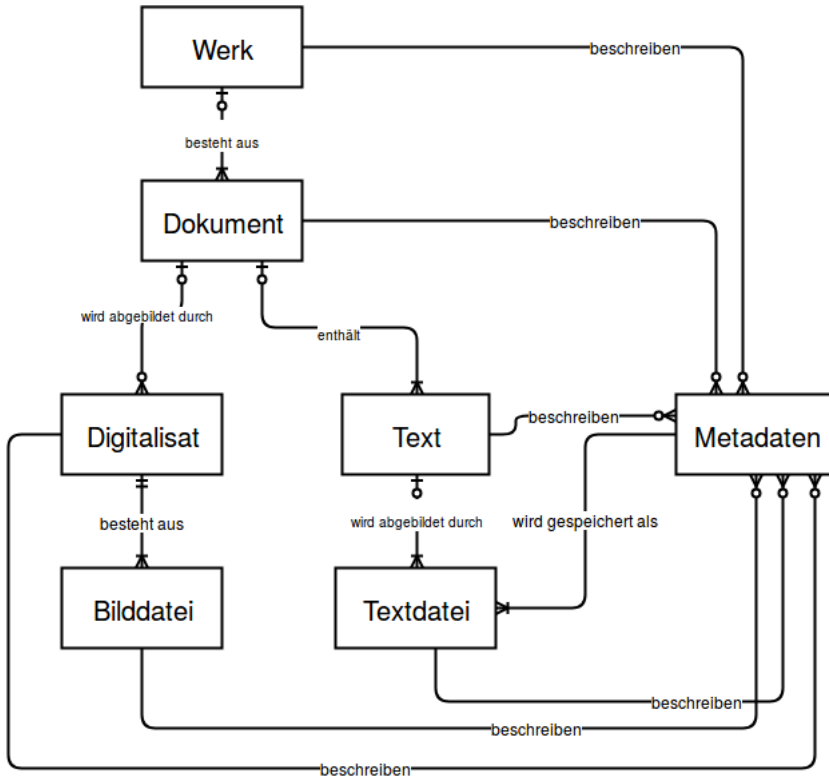 Werk
beschreiben
besteht aus
Dokument
beschreiben
wird abgebildet durch
enthält
Digitalisat
Text
beschreiben
Metadaten
besteht aus
wird abgebildet durch
wird gespeichert als
Bilddatei
Textdatei
beschreiben
beschreiben
beschreiben